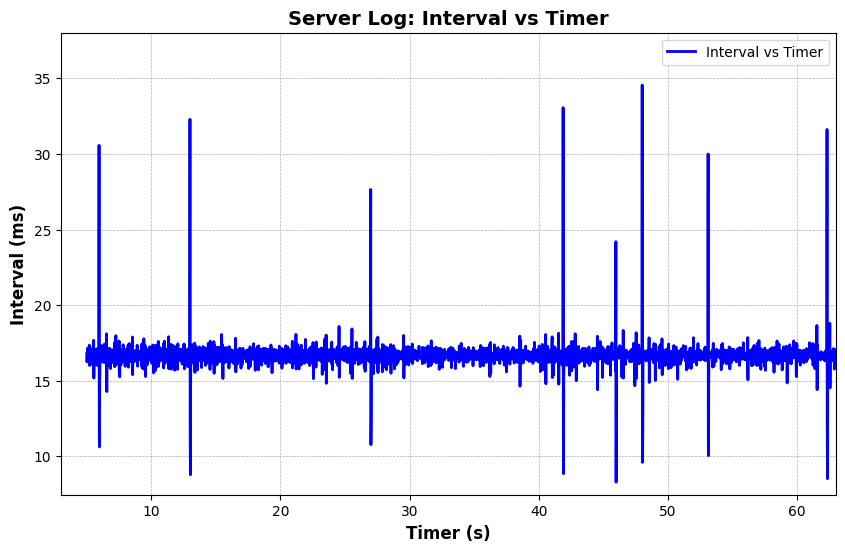 Server Log: Interval vs Timer
Interval vs Timer
35
30
25
20
15
10
Interval (ms)
10 20 30 40 50 60
Timer (s)